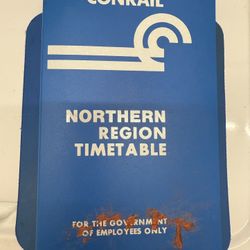 CONRAIL
NORTHERN
REGION
TIMETABLE
FOR THE GOVERNMENT
OF EMPLOYEES ONLY